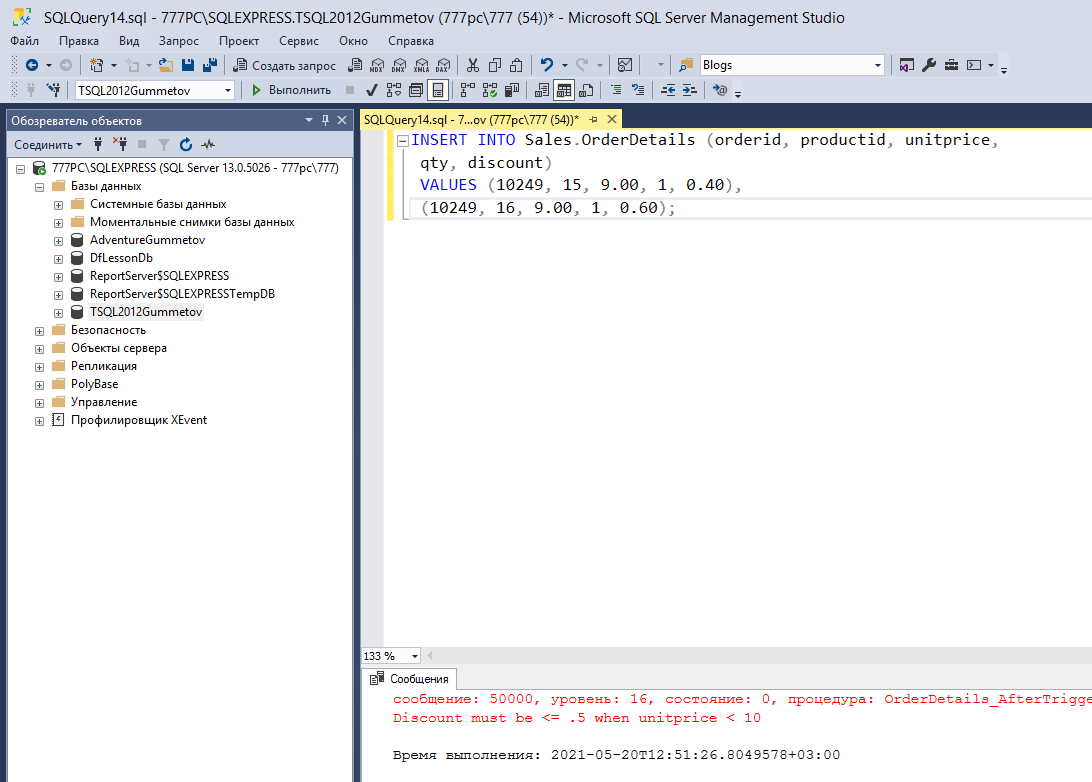 SQLQuery14.sql - 777PC\SQLEXPRESS.TSQL2012Gummetov (777pc\777 (54))* - Microsoft SQL Server Management Studio
Файл Правка Вид Запрос Проект Сервис Окно Справка
Создать запрос MDX DMX XMLA DAX Blogs
TSQL2012Gummetov Выполнить
Обозреватель объектов
Соединить
777PC\SQLEXPRESS (SQL Server 13.0.5026 - 777pc\777)
Базы данных
Системные базы данных
Моментальные снимки базы данных
AdventureGummetov
DfLessonDb
ReportServer$SQLEXPRESS
ReportServer$SQLEXPRESSTempDB
TSQL2012Gummetov
Безопасность
Объекты сервера
Репликация
PolyBase
Управление
Профилировщик XEvent
SQLQuery14.sql - 7...ov (777pc\777 (54))*
INSERT INTO Sales.OrderDetails (orderid, productid, unitprice,
qty, discount)
VALUES (10249, 15, 9.00, 1, 0.40),
(10249, 16, 9.00, 1, 0.60);
133 %
Сообщения
сообщение: 50000, уровень: 16, состояние: 0, процедура: OrderDetails_AfterTrigge
Discount must be <= .5 when unitprice < 10
Время выполнения: 2021-05-20T12:51:26.8049578+03:00